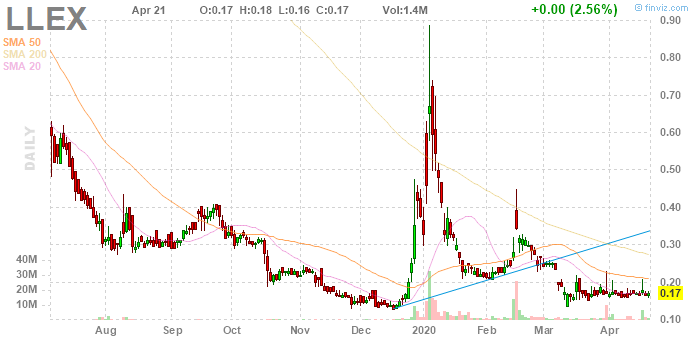 LLEX
Apr 21 O:0.17 H:0.18 L:0.16 C:0.17 Vol:1.4M +0.00 (2.56%)
© finviz.com
SMA 50
SMA 200
SMA 20
DAILY
0.90
0.80
0.70
0.60
0.50
0.40
0.30
0.20
0.17
0.10
40M
30M
20M
10M
Aug Sep Oct Nov Dec 2020 Feb Mar Apr